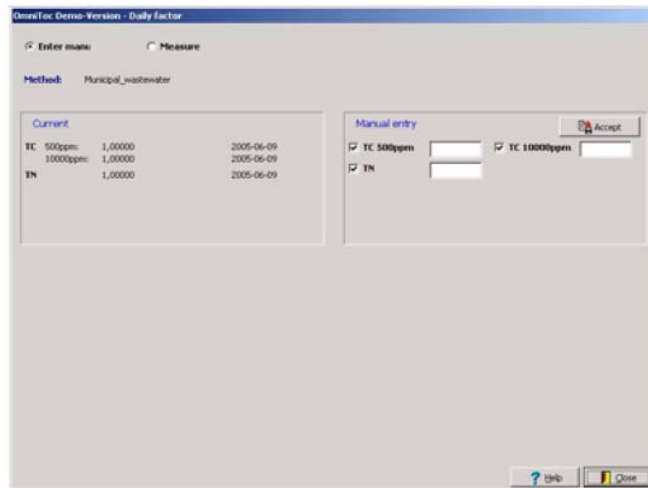 OmniToc Demo-Version - Daily factor
Enter manu
Measure
Method: Municipal_wastewater
Current
TC 500ppm: 1,00000 2005-06-09
10000ppm: 1,00000 2005-06-09
TN 1,00000 2005-06-09
Manual entry
Accept
TC 500ppm TC 10000ppm
TN
Help Close